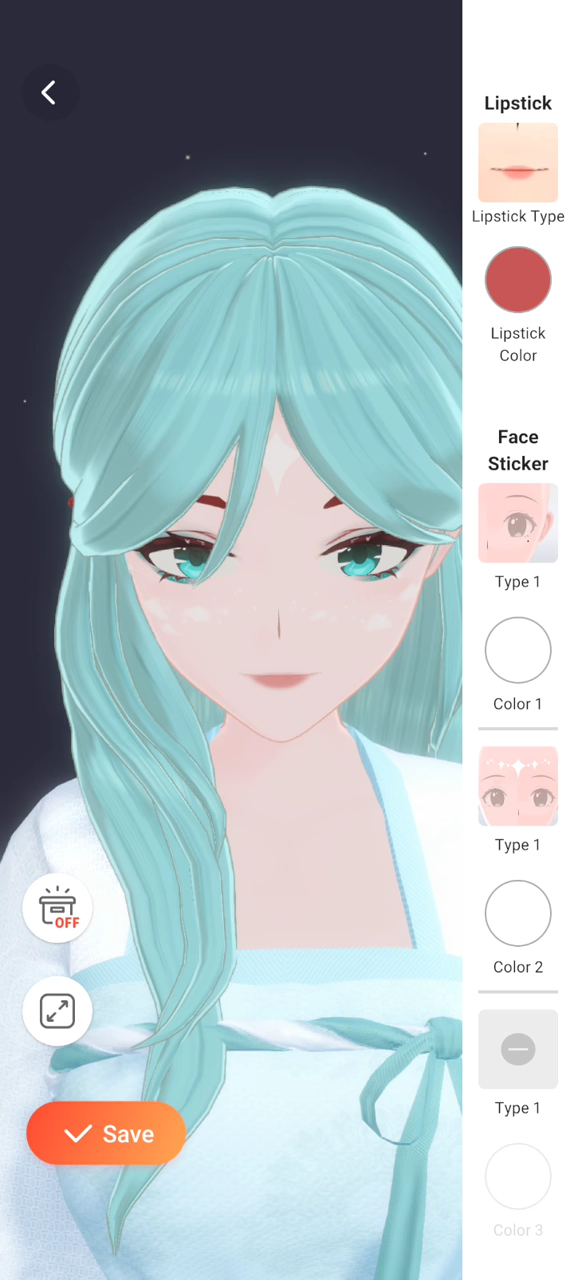 Lipstick
Lipstick Type
Lipstick
Color
Face
Sticker
Type 1
Color 1
Type 1
Color 2
OFF
Type 1
Save
Color 3